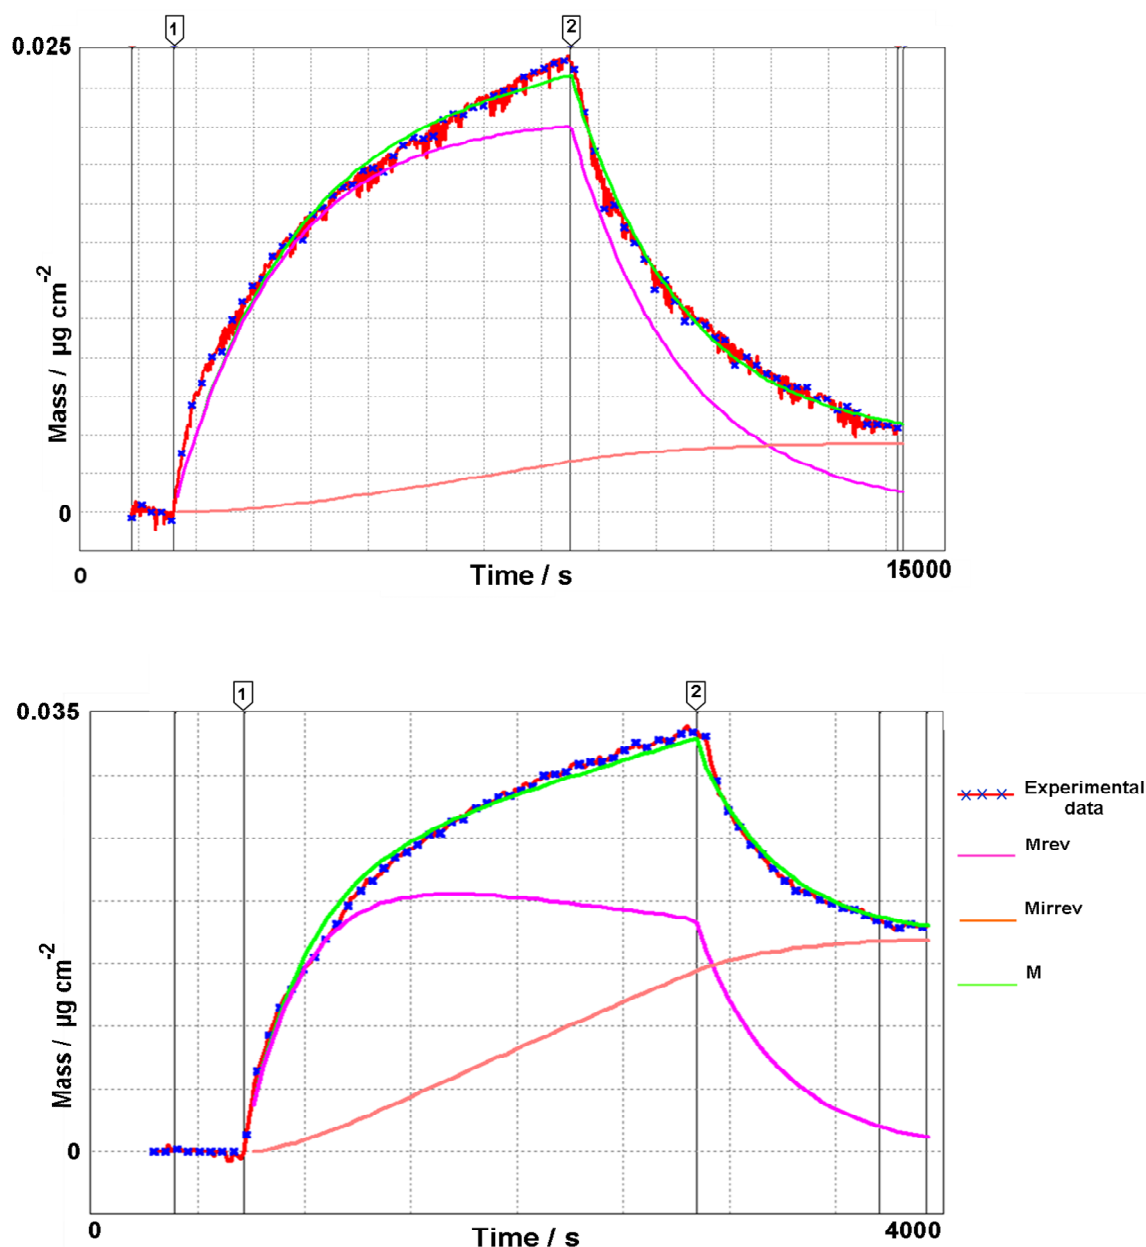 1
2
0.025
Mass / µg cm-2
0
0
Time / s
15000
1
2
0.035
Experimental
data
Mrev
Mirrev
M
Mass / µg cm-2
0
0
Time / s
4000